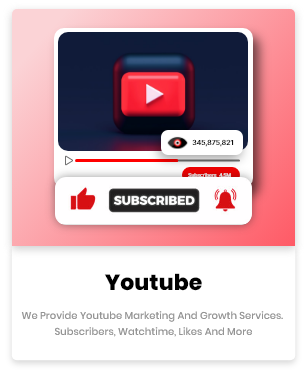 345,875,821
Subscribers 4.5M
SUBSCRIBED
Youtube
We Provide Youtube Marketing And Growth Services.
Subscribers, Watchtime, Likes And More